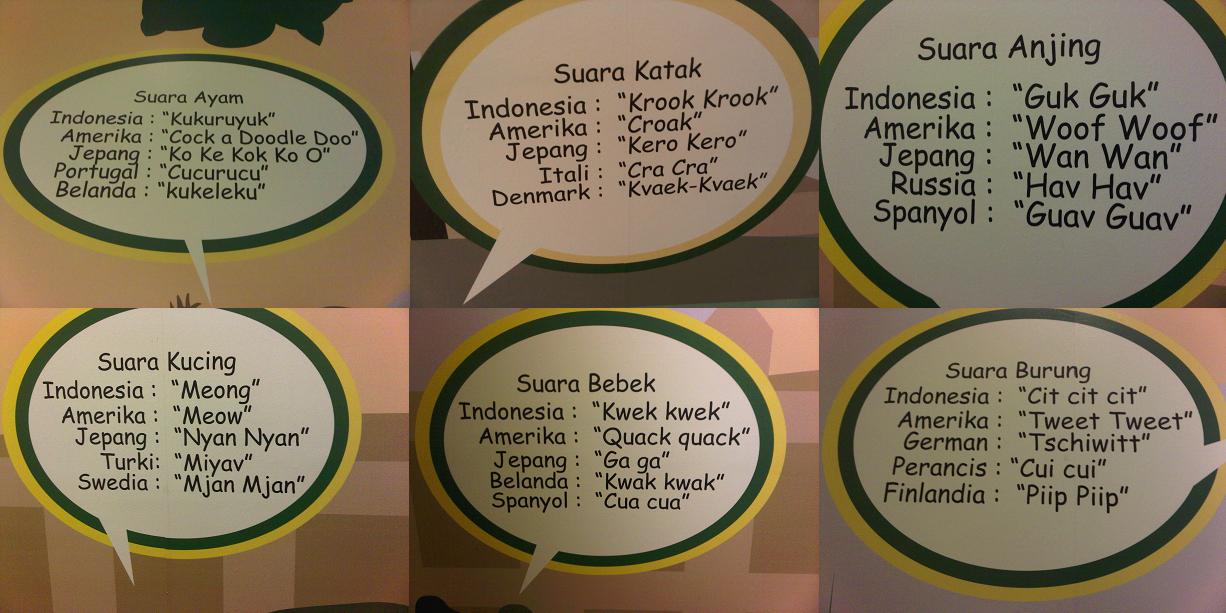 Suara Ayam
Indonesia : “Kukuruyuk”
Amerika : “Cock a Doodle Doo”
Jepang : “Ko Ke Kok Ko O”
Portugal : “Cucurucu”
Belanda : “kukeleku”
Suara Katak
Indonesia : “Krook Krook”
Amerika : “Croak”
Jepang : “Kero Kero”
Itali : “Cra Cra”
Denmark : “Kvaek-Kvaek”
Suara Anjing
Indonesia : “Guk Guk”
Amerika : “Woof Woof”
Jepang : “Wan Wan”
Russia : “Hav Hav”
Spanyol : “Guav Guav”
Suara Kucing
Indonesia : “Meong”
Amerika : “Meow”
Jepang : “Nyan Nyan”
Turki: “Miyav”
Swedia : “Mjan Mjan”
Suara Bebek
Indonesia : “Kwek kwek”
Amerika : “Quack quack”
Jepang : “Ga ga”
Belanda : “Kwak kwak”
Spanyol : “Cua cua”
Suara Burung
Indonesia : “Cit cit cit”
Amerika : “Tweet Tweet”
German : “Tschiwitt”
Perancis : “Cui cui”
Finlandia : “Piip Piip”